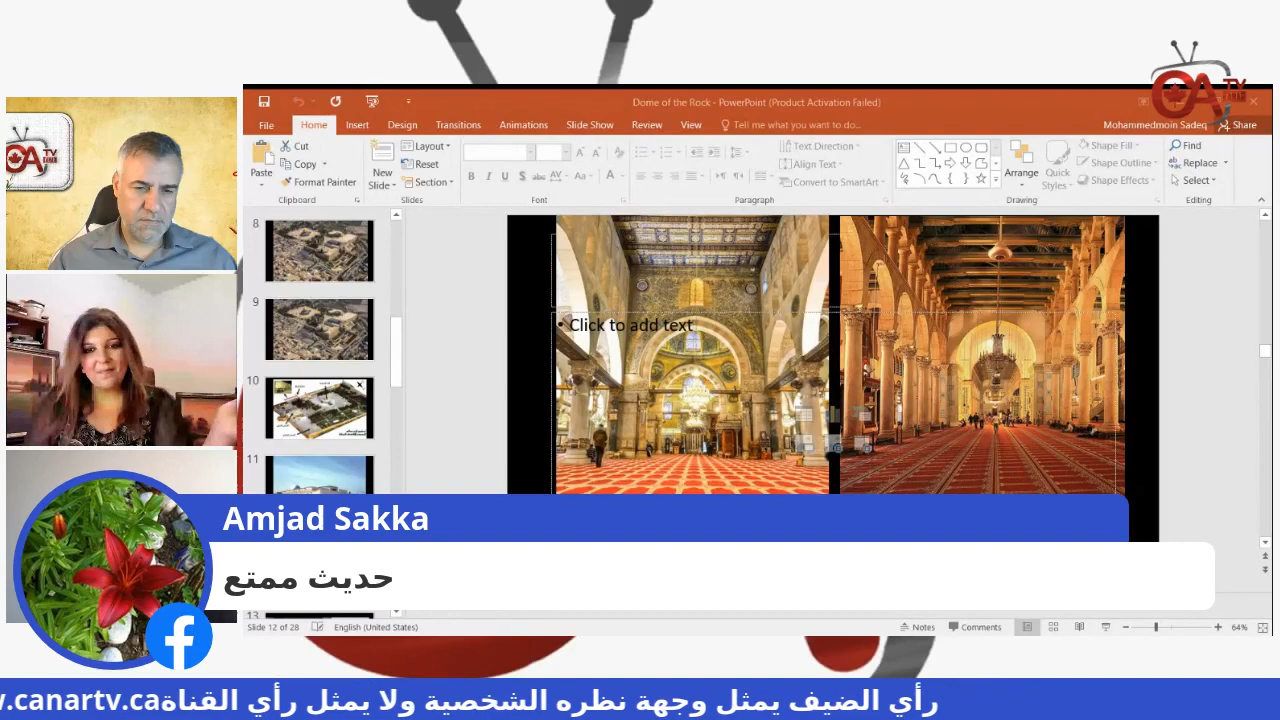 CA TV
Dome of the Rock - PowerPoint (Product Activation Failed)
File Home Insert Design Transitions Animations Slide Show Review View Tell me what you want to do... Mohammedmoin Sadeq Share
Paste
Cut
Copy
Format Painter
Clipboard
New
Slide
Layout
Reset
Section
Slides
Font
Text Direction
Align Text
Convert to SmartArt
Paragraph
Arrange
Quick
Styles
Shape Fill
Shape Outline
Shape Effects
Drawing
Find
Replace
Select
Editing
8
9
10
11
13
• Click to add text
Amjad Sakka
حديث ممتع
Slide 12 of 28 English (United States) Notes Comments 64%
رأي الضيف يمثل وجهة نظره الشخصية ولا يمثل رأي القناة
.canartv.ca